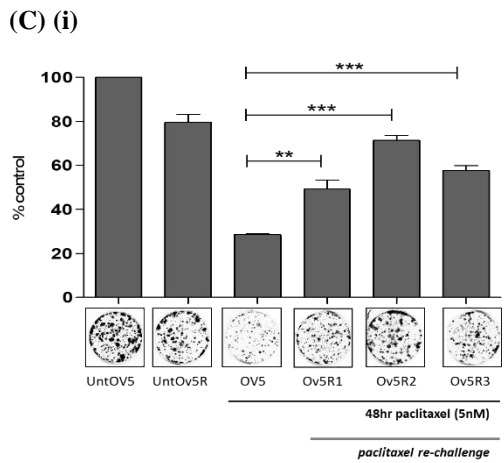 (C) (i)
***
100
***
80
**
60
% control
40
20
0
UntOV5 UntOv5R OV5 Ov5R1 Ov5R2 Ov5R3
48hr paclitaxel (5nM)
paclitaxel re-challenge